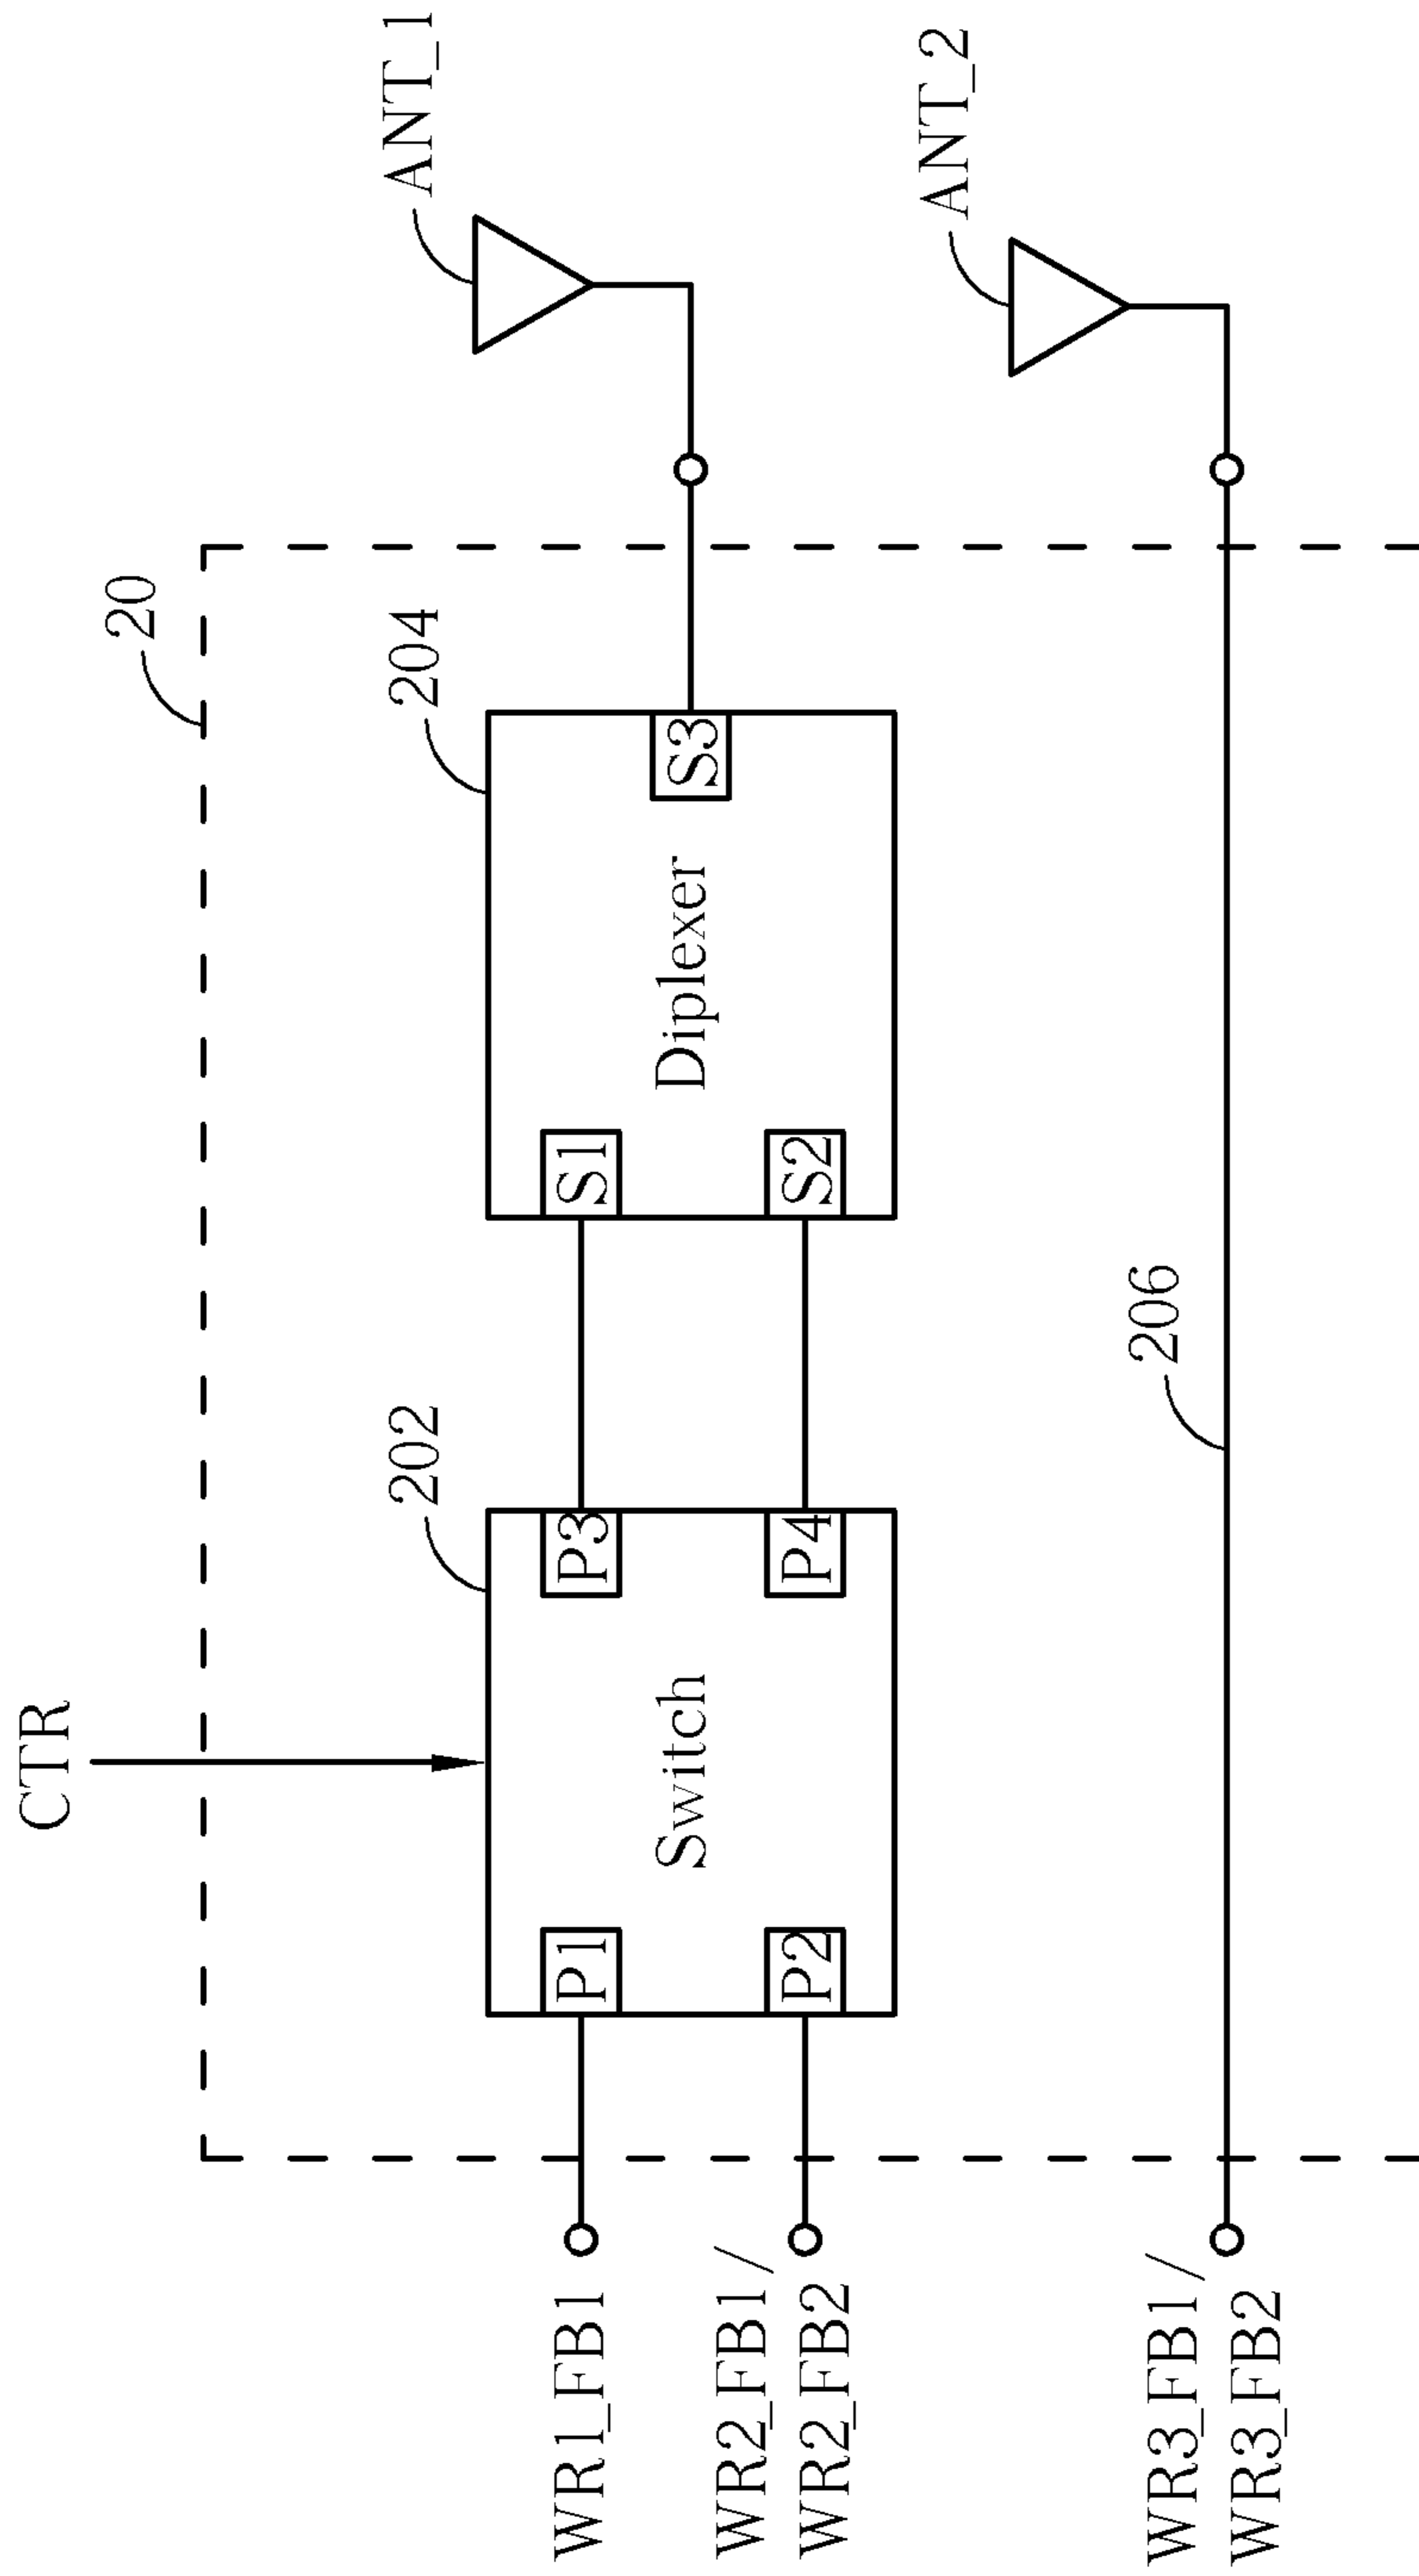 CTR
20
202
204
ANT_1
WR1_FB1
P1
P3
S1
Switch
Diplexer
S3
WR2_FB1/
WR2_FB2
P2
P4
S2
ANT_2
206
WR3_FB1/
WR3_FB2